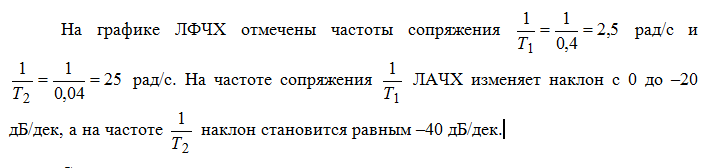 На графике ЛФЧХ отмечены частоты сопряжения 1/T₁ = 1/0,4 = 2,5 рад/с и
1/T₂ = 1/0,04 = 25 рад/с. На частоте сопряжения 1/T₁ ЛАЧХ изменяет наклон с 0 до –20
дБ/дек, а на частоте 1/T₂ наклон становится равным –40 дБ/дек.